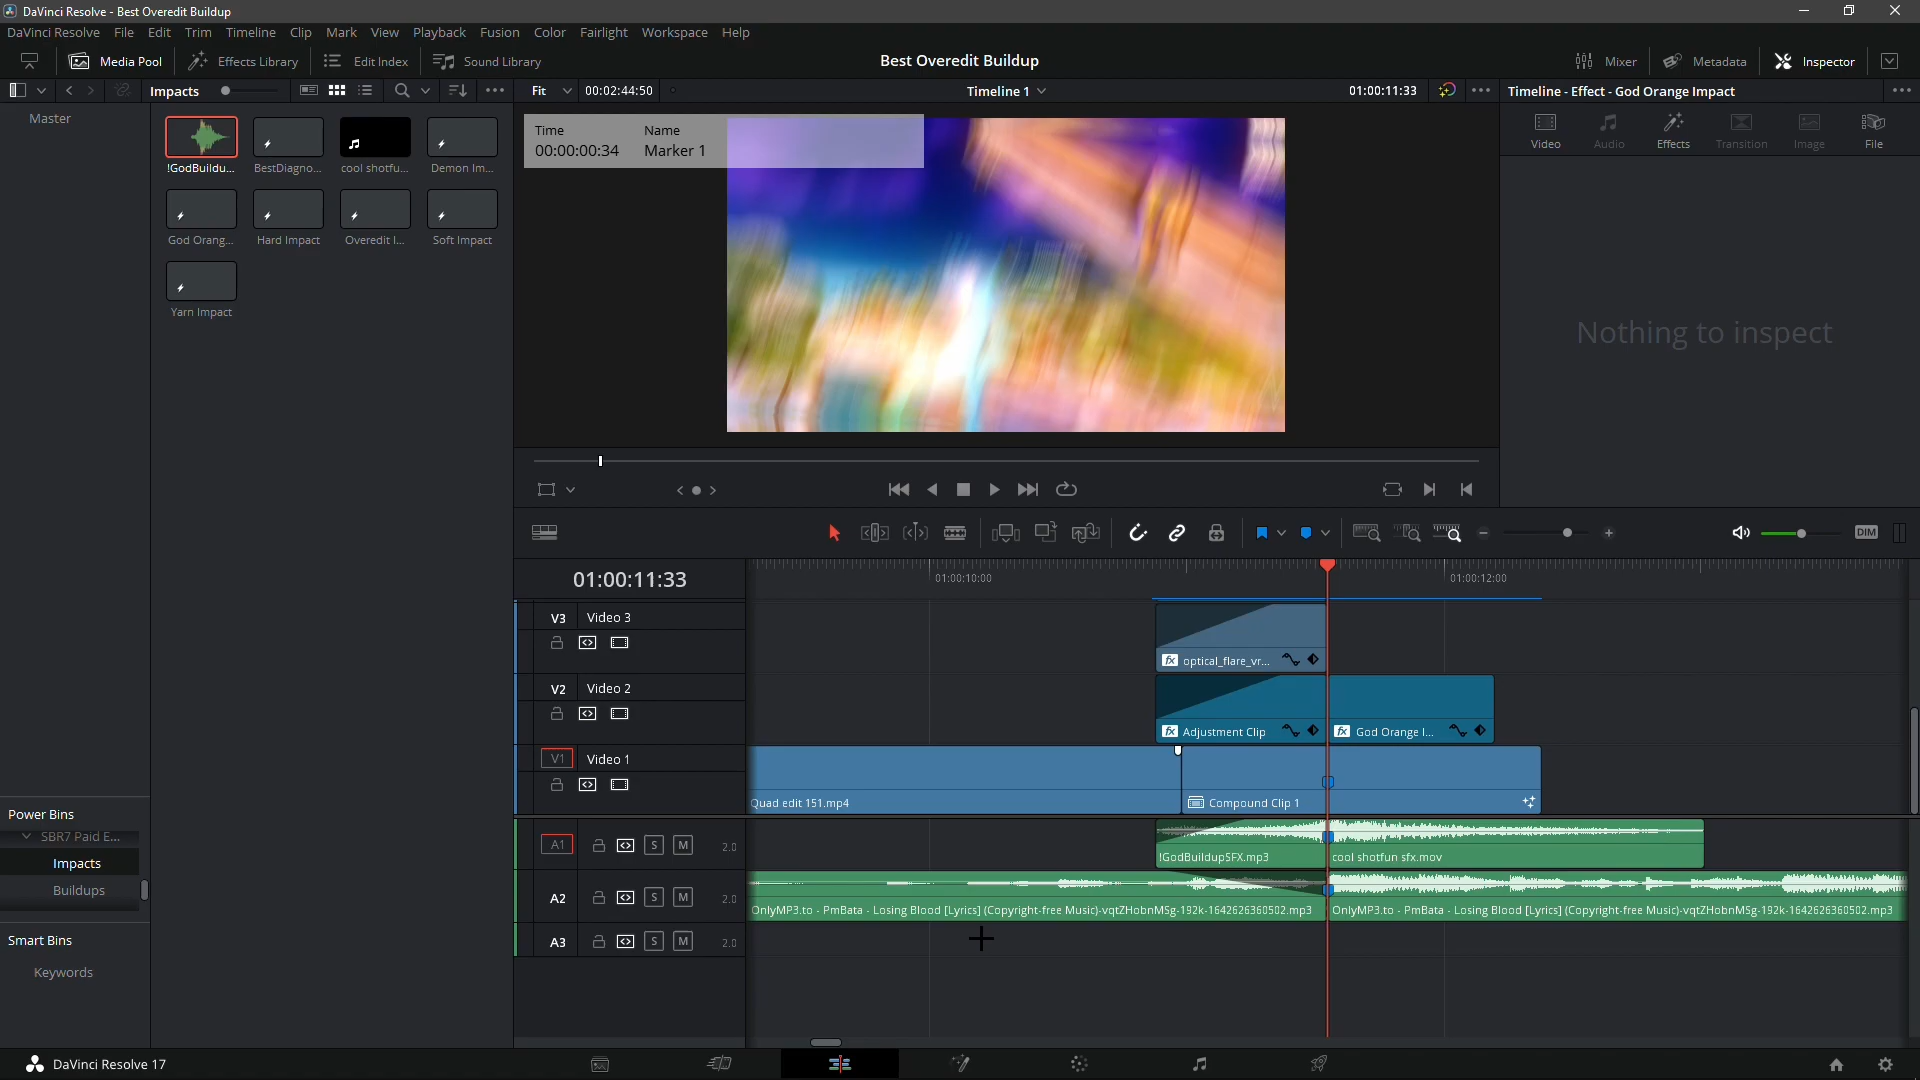 DaVinci Resolve - Best Overedit Buildup
DaVinci Resolve File Edit Trim Timeline Clip Mark View Playback Fusion Color Fairlight Workspace Help
Media Pool Effects Library Edit Index Sound Library Best Overedit Buildup Mixer Metadata Inspector
Impacts Fit 00:02:44:50 Timeline 1 01:00:11:33 Timeline - Effect - God Orange Impact
Master
!GodBuildu... BestDiagno... cool shotfu... Demon Im...
God Orang... Hard Impact Overedit I... Soft Impact
Yarn Impact
Time Name
00:00:00:34 Marker 1
Video Audio Effects Transition Image File
Nothing to inspect
DIM
01:00:11:33 01:00:10:00 01:00:12:00
V3 Video 3
optical_flare_vr...
V2 Video 2
Adjustment Clip God Orange I...
V1 Video 1
Quad edit 151.mp4 Compound Clip 1
A1 S M 2.0
!GodBuildupSFX.mp3 cool shotfun sfx.mov
A2 S M 2.0
OnlyMP3.to - PmBata - Losing Blood [Lyrics] (Copyright-free Music)-vqtZHobnMSg-192k-1642626360502.mp3 OnlyMP3.to - PmBata - Losing Blood [Lyrics] (Copyright-free Music)-vqtZHobnMSg-192k-1642626360502.mp3
A3 S M 2.0
Power Bins
SBR7 Paid E...
Impacts
Buildups
Smart Bins
Keywords
DaVinci Resolve 17